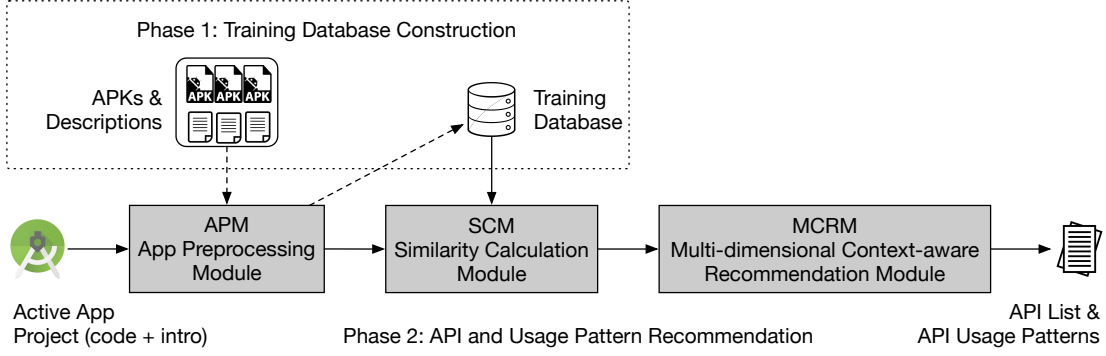 Phase 1: Training Database Construction
APKs &
Descriptions
APK APK APK
Training
Database
APM
App Preprocessing
Module
SCM
Similarity Calculation
Module
MCRM
Multi-dimensional Context-aware
Recommendation Module
Active App
Project (code + intro)
Phase 2: API and Usage Pattern Recommendation
API List &
API Usage Patterns